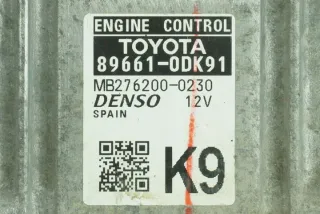 ENGINE CONTROL
TOYOTA
89661-0DK91
MB276200-0230
DENSO 12V
SPAIN
K9